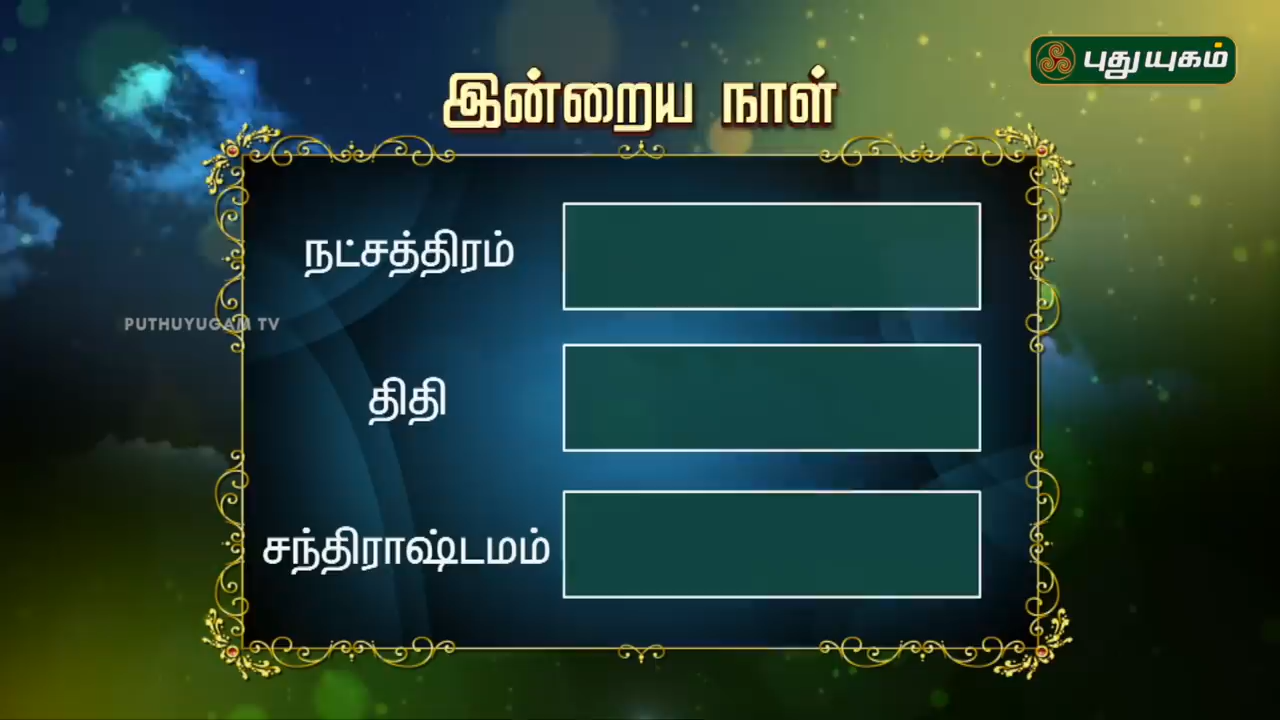 புதுயுகம்
இன்றைய நாள்
நட்சத்திரம்
PUTHUYUGAM TV
திதி
சந்திராஷ்டமம்